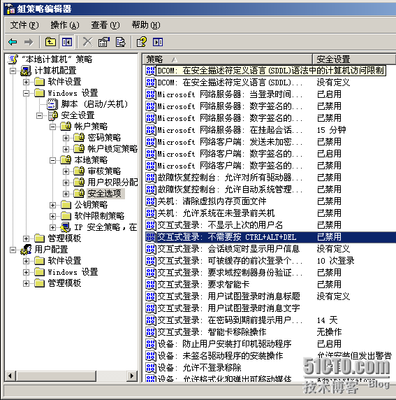 组策略编辑器
文件(F) 操作(A) 查看(V) 帮助(H)
"本地计算机" 策略
计算机配置
软件设置
Windows 设置
脚本 (启动/关机)
安全设置
帐户策略
密码策略
帐户锁定策略
本地策略
审核策略
用户权限分配
安全选项
公钥策略
软件限制策略
IP 安全策略，在
管理模板
用户配置
软件设置
Windows 设置
管理模板
策略 安全设置
DCOM: 在安全描述符定义语言(SDDL)语法中的计算机访问限制
DCOM: 在安全描述符定义语言(SDDL)... 没有定义
Microsoft 网络服务器: 当登录时间... 已启用
Microsoft 网络服务器: 数字签名的... 已禁用
Microsoft 网络服务器: 数字签名的... 已禁用
Microsoft 网络服务器: 在挂起会话... 15 分钟
Microsoft 网络客户端: 发送未加密... 已禁用
Microsoft 网络客户端: 数字签名的... 已启用
Microsoft 网络客户端: 数字签名的... 已禁用
故障恢复控制台: 允许对所有驱动器... 已禁用
故障恢复控制台: 允许自动系统管理... 已禁用
关机: 清除虚拟内存页面文件 已禁用
关机: 允许系统在未登录前关机 已禁用
交互式登录: 不显示上次的用户名 已禁用
交互式登录: 不需要按 CTRL+ALT+DEL 已禁用
交互式登录: 会话锁定时显示用户信息 没有定义
交互式登录: 可被缓存的前次登录个... 10 次登录
交互式登录: 要求域控制器身份验证... 已禁用
交互式登录: 要求智能卡 已禁用
交互式登录: 用户试图登录时消息标题 没有定义
交互式登录: 用户试图登录时消息文字
交互式登录: 在密码到期前提示用户... 14 天
交互式登录: 智能卡移除操作 无操作
设备: 防止用户安装打印机驱动程序 已启用
设备: 未签名驱动程序的安装操作 允许安装但发出警告
设备: 允许不登录移除
设备: 允许格式化和弹出可移动媒体
51CTO.com
技术博客 Blog